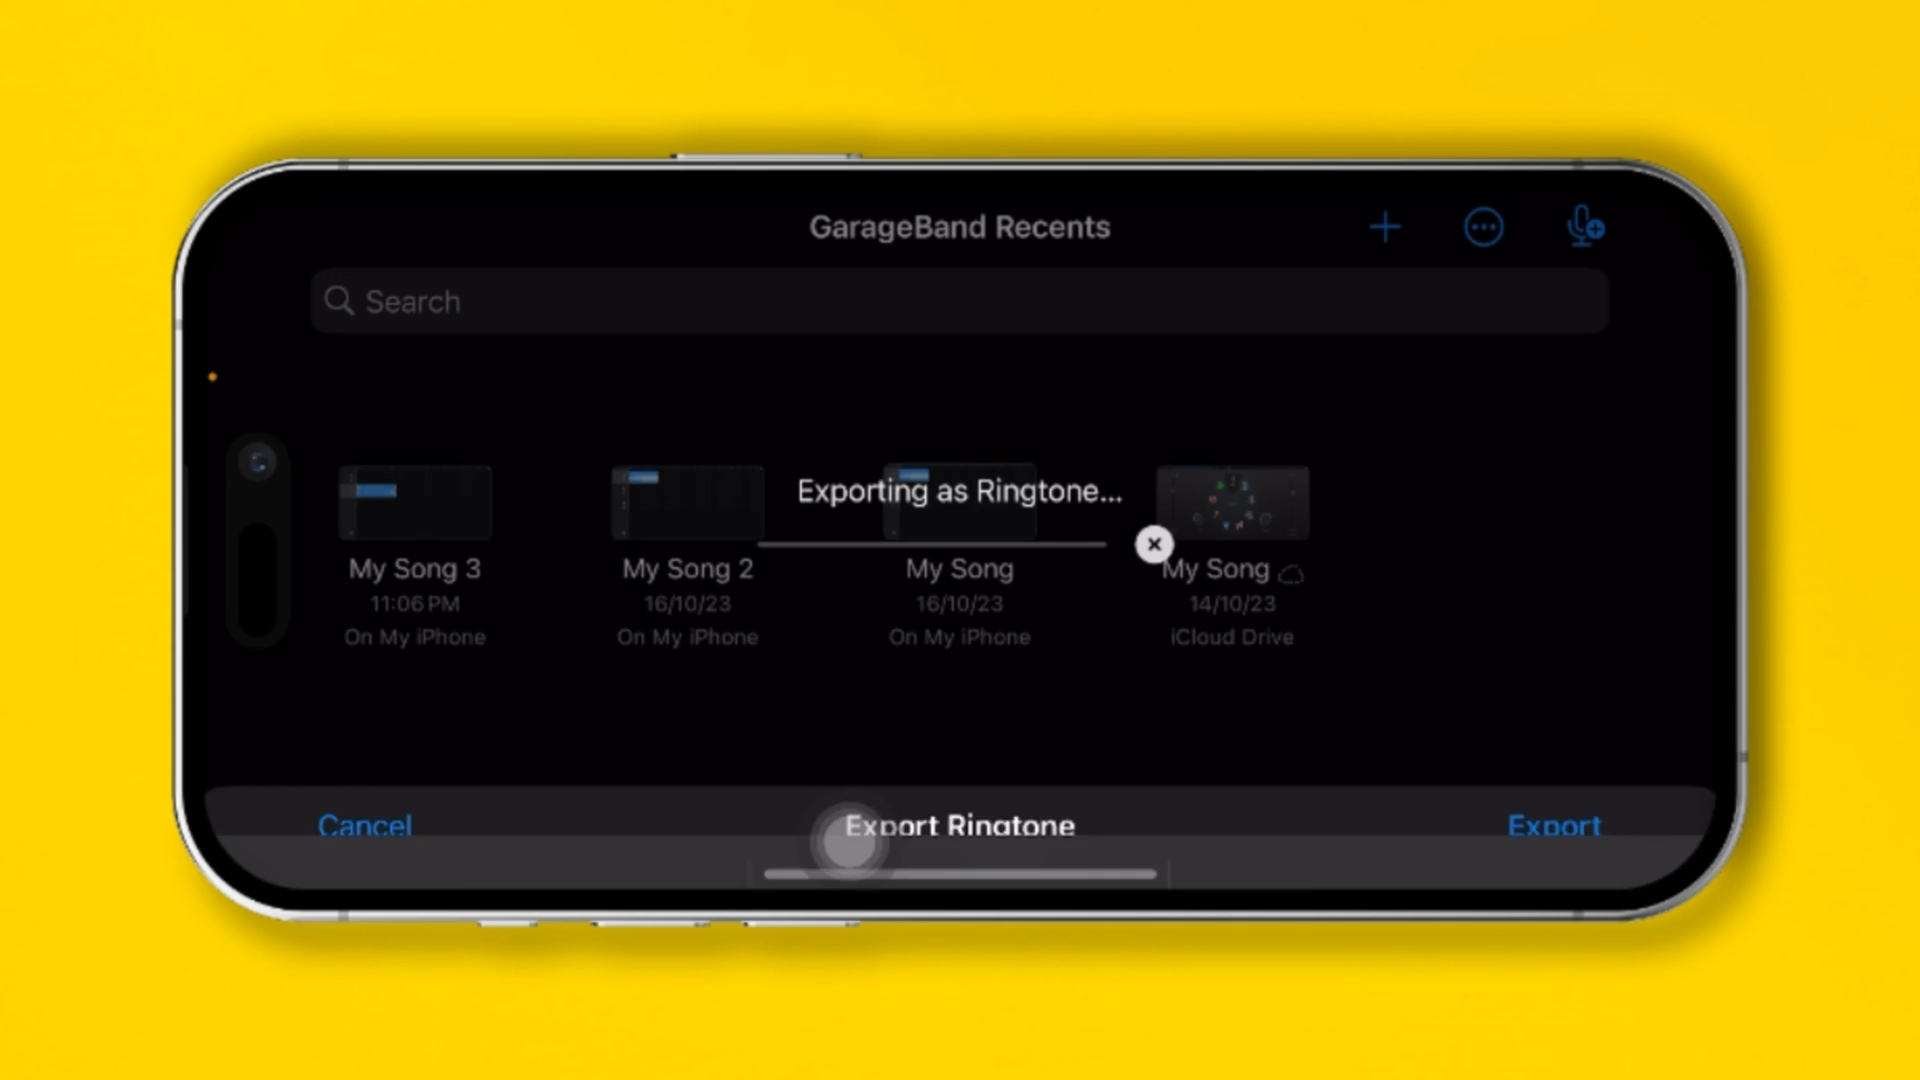 GarageBand Recents
Search
Exporting as Ringtone...
My Song 3
11:06 PM
On My iPhone
My Song 2
16/10/23
On My iPhone
My Song
16/10/23
On My iPhone
My Song
14/10/23
iCloud Drive
Cancel
Export Ringtone
Export